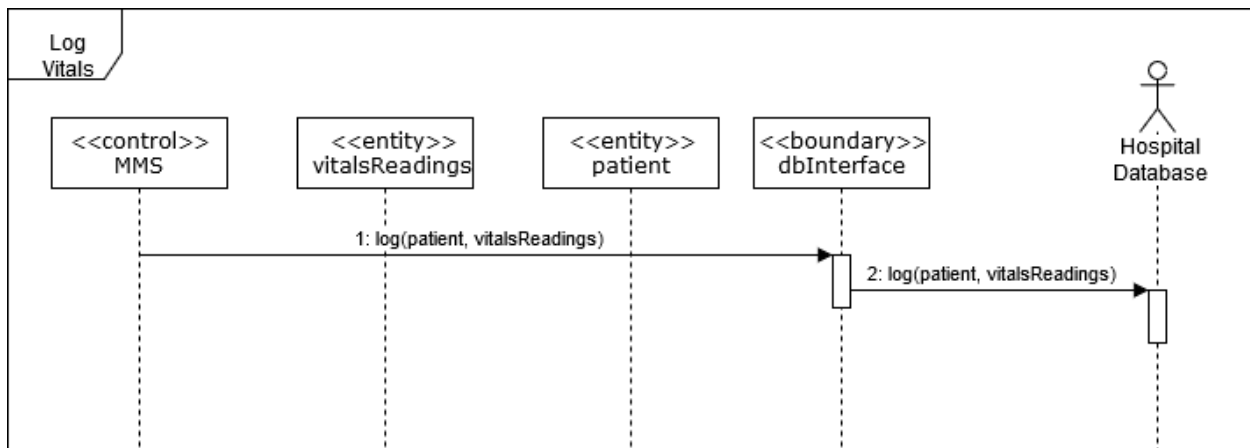 Log
Vitals
<<control>>
MMS
<<entity>>
vitalsReadings
<<entity>>
patient
<<boundary>>
dbInterface
Hospital
Database
1: log(patient, vitalsReadings)
2: log(patient, vitalsReadings)